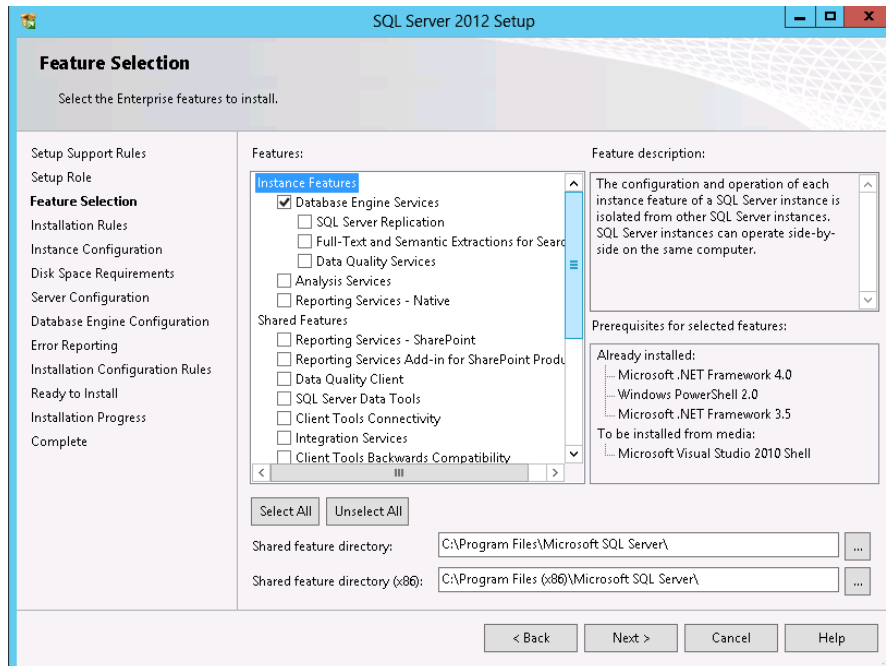 SQL Server 2012 Setup
Feature Selection
Select the Enterprise features to install.
Setup Support Rules
Setup Role
Feature Selection
Installation Rules
Instance Configuration
Disk Space Requirements
Server Configuration
Database Engine Configuration
Error Reporting
Installation Configuration Rules
Ready to Install
Installation Progress
Complete
Features:
Instance Features
Database Engine Services
SQL Server Replication
Full-Text and Semantic Extractions for Searc
Data Quality Services
Analysis Services
Reporting Services - Native
Shared Features
Reporting Services - SharePoint
Reporting Services Add-in for SharePoint Produ
Data Quality Client
SQL Server Data Tools
Client Tools Connectivity
Integration Services
Client Tools Backwards Compatibility
Select All
Unselect All
Feature description:
The configuration and operation of each
instance feature of a SQL Server instance is
isolated from other SQL Server instances.
SQL Server instances can operate side-by-
side on the same computer.
Prerequisites for selected features:
Already installed:
Microsoft .NET Framework 4.0
Windows PowerShell 2.0
Microsoft .NET Framework 3.5
To be installed from media:
Microsoft Visual Studio 2010 Shell
Shared feature directory:
C:\Program Files\Microsoft SQL Server\
...
Shared feature directory (x86):
C:\Program Files (x86)\Microsoft SQL Server\
...
< Back
Next >
Cancel
Help